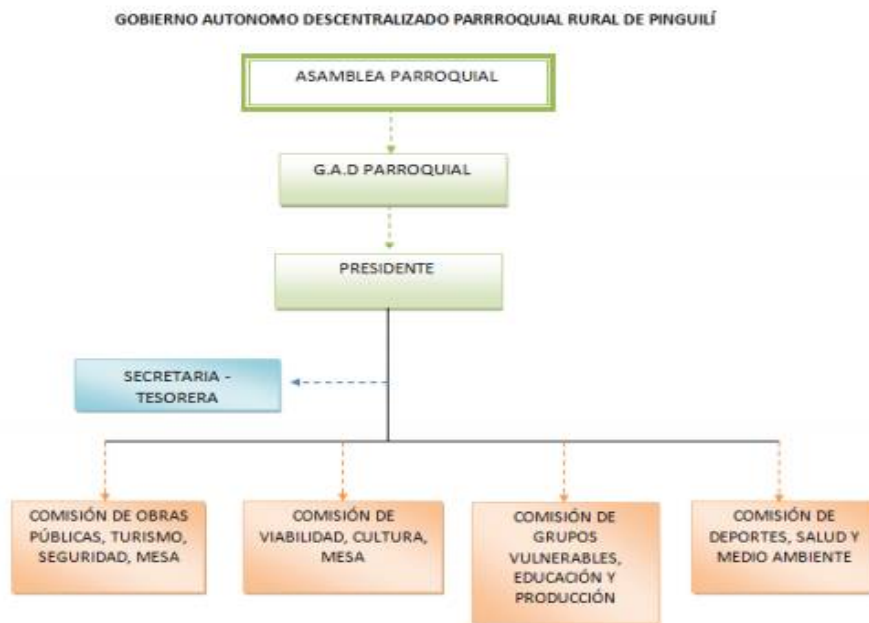 GOBIERNO AUTONOMO DESCENTRALIZADO PARRROQUIAL RURAL DE PINGUILÍ
ASAMBLEA PARROQUIAL
G.A.D PARROQUIAL
PRESIDENTE
SECRETARIA -
TESORERA
COMISIÓN DE OBRAS
PÚBLICAS, TURISMO,
SEGURIDAD, MESA
COMISIÓN DE
VIABILIDAD, CULTURA,
MESA
COMISIÓN DE
GRUPOS
VULNERABLES,
EDUCACIÓN Y
PRODUCCIÓN
COMISIÓN DE
DEPORTES, SALUD Y
MEDIO AMBIENTE